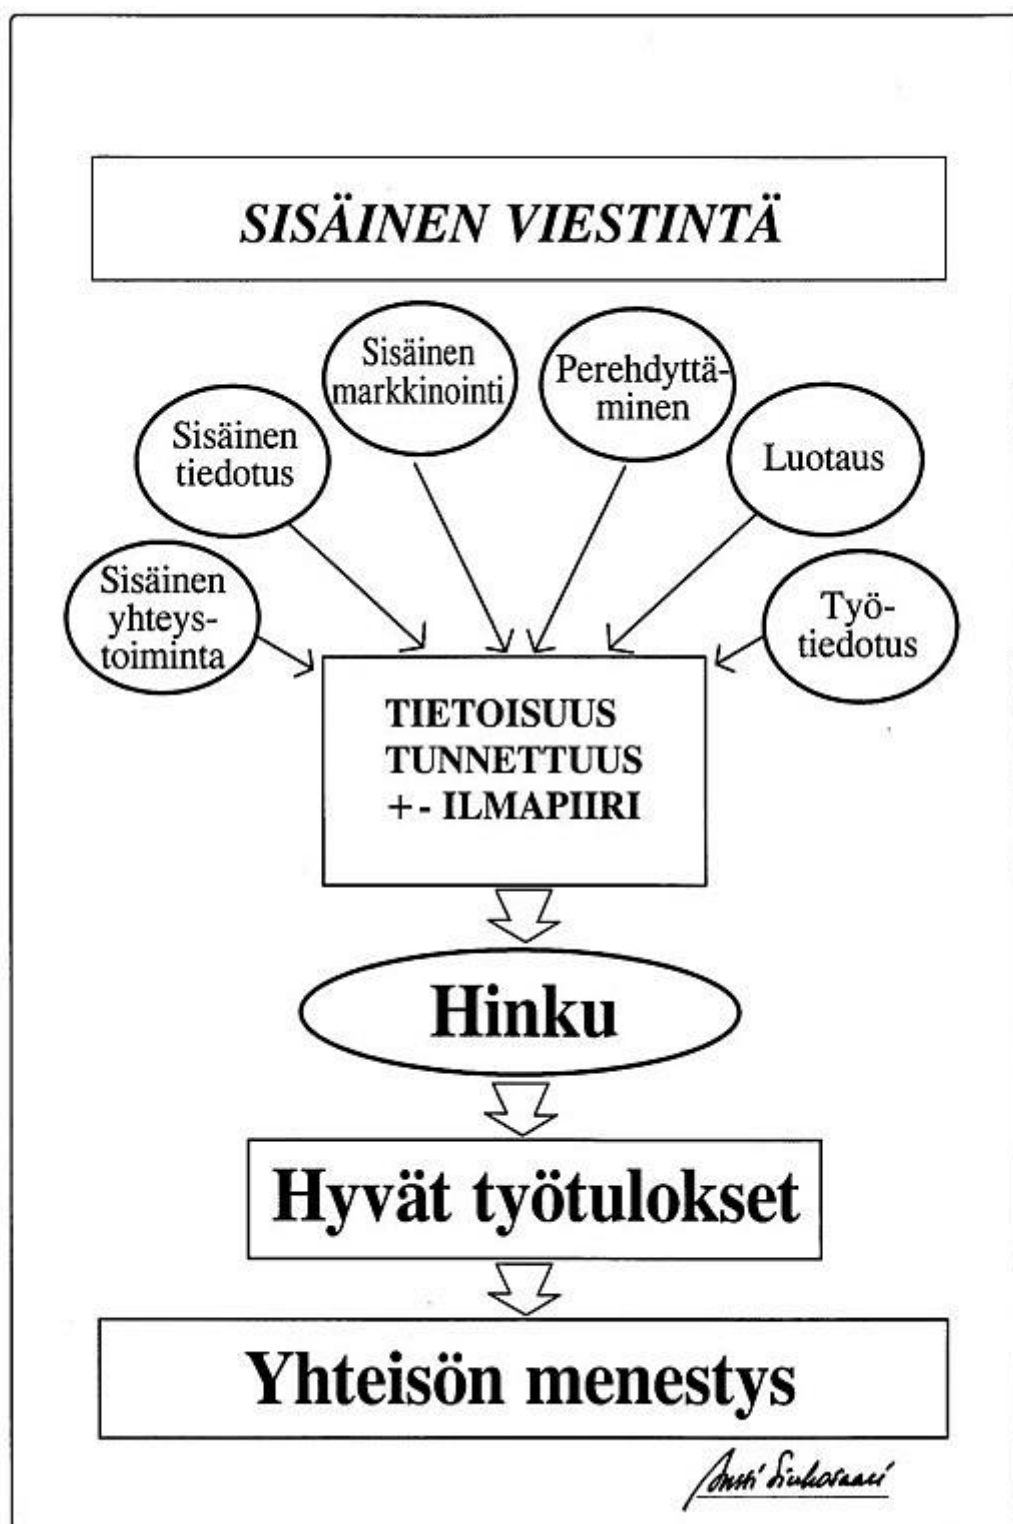 SISÄINEN VIESTINTÄ
Sisäinen
markkinointi
Perehdyttä-
minen
Sisäinen
tiedotus
Luotaus
Sisäinen
yhteys-
toiminta
Työ-
tiedotus
TIETOISUUS
TUNNETTUUS
+- ILMAPIIRI
Hinku
Hyvät työtulokset
Yhteisön menestys